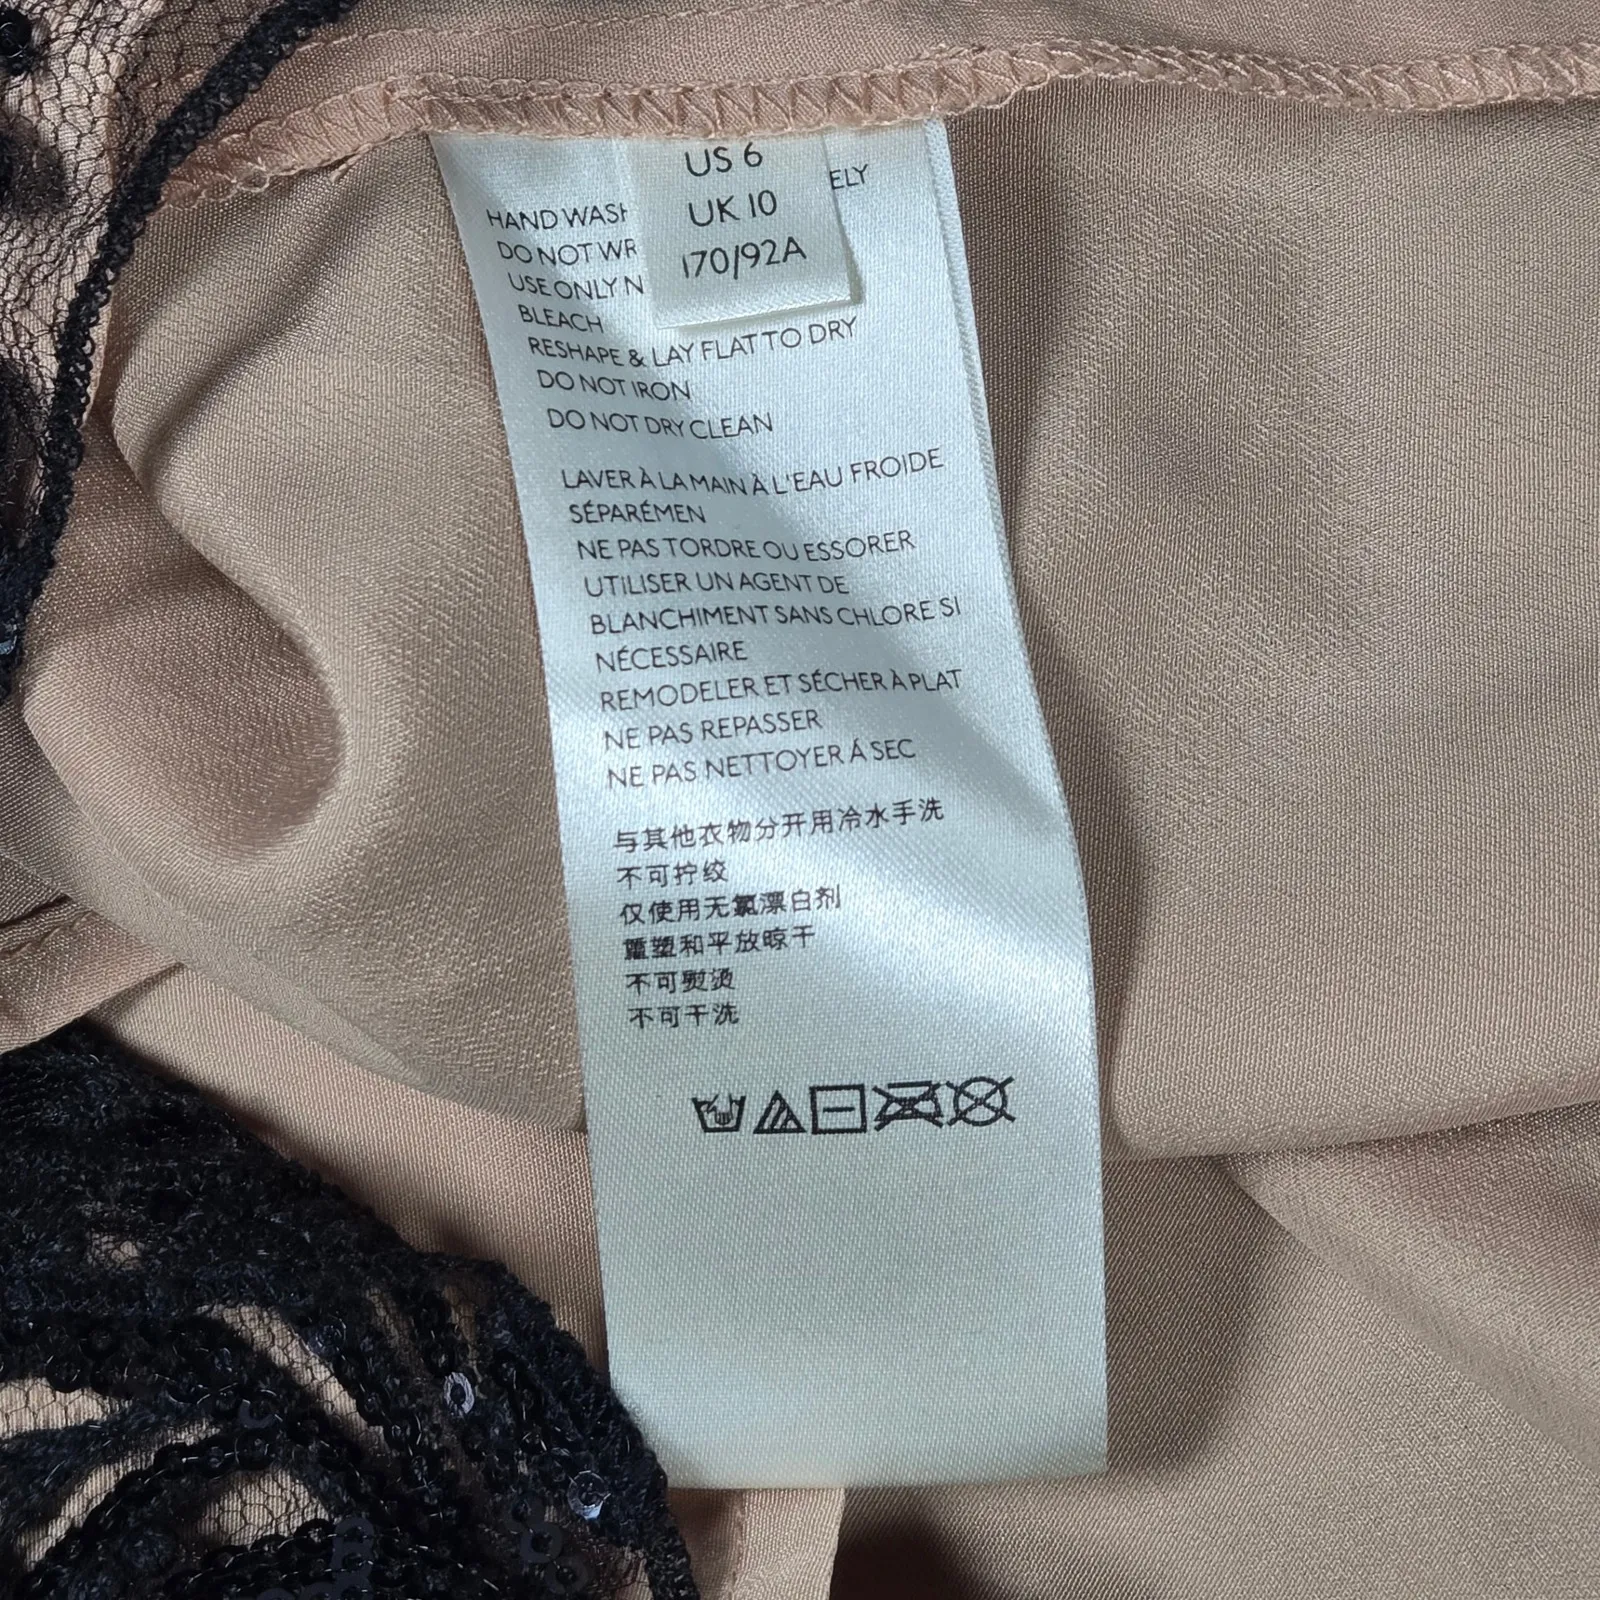 US 6
UK 10
170/92A
ELY
HAND WASH
DO NOT WR
USE ONLY N
BLEACH
RESHAPE & LAY FLAT TO DRY
DO NOT IRON
DO NOT DRY CLEAN
LAVER À LA MAIN À L'EAU FROIDE
SÉPARÉMEN
NE PAS TORDRE OU ESSORER
UTILISER UN AGENT DE
BLANCHIMENT SANS CHLORE SI
NÉCESSAIRE
REMODELER ET SÉCHER À PLAT
NE PAS REPASSER
NE PAS NETTOYER Á SEC
与其他衣物分开用冷水手洗
不可拧绞
仅使用无氯漂白剂
重塑和平放晾干
不可熨烫
不可干洗